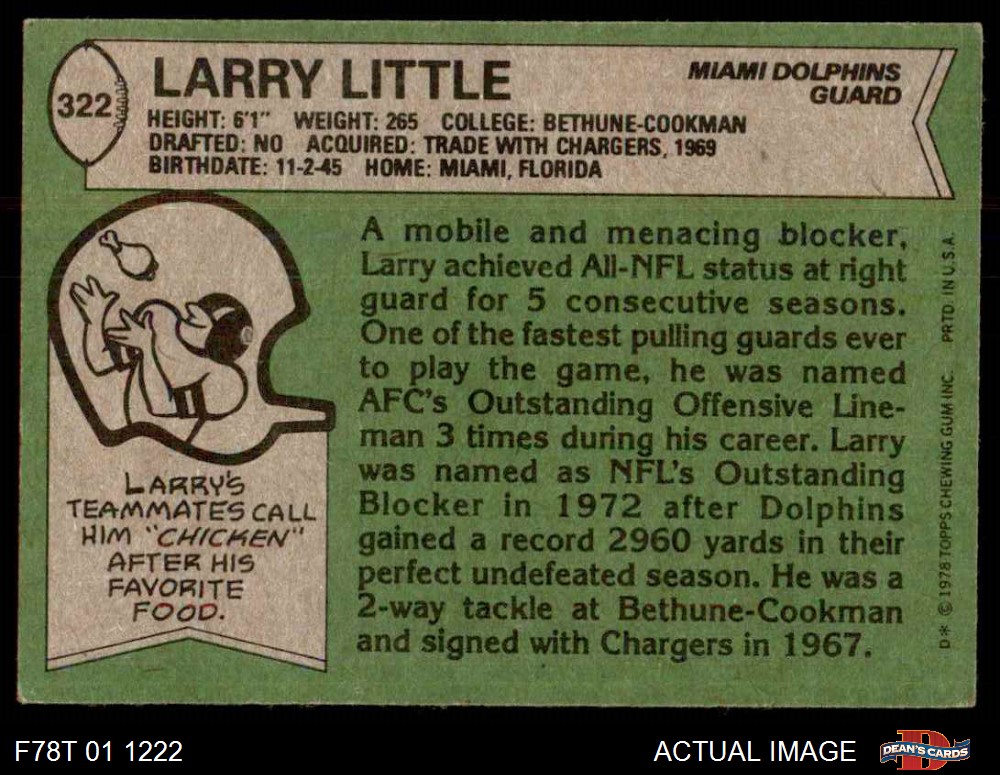 322
LARRY LITTLE
MIAMI DOLPHINS
GUARD
HEIGHT: 6'1" WEIGHT: 265 COLLEGE: BETHUNE-COOKMAN
DRAFTED: NO ACQUIRED: TRADE WITH CHARGERS, 1969
BIRTHDATE: 11-2-45 HOME: MIAMI, FLORIDA
LARRY'S
TEAMMATES CALL
HIM "CHICKEN"
AFTER HIS
FAVORITE
FOOD.
A mobile and menacing blocker,
Larry achieved All-NFL status at right
guard for 5 consecutive seasons.
One of the fastest pulling guards ever
to play the game, he was named
AFC's Outstanding Offensive Line-
man 3 times during his career. Larry
was named as NFL's Outstanding
Blocker in 1972 after Dolphins
gained a record 2960 yards in their
perfect undefeated season. He was a
2-way tackle at Bethune-Cookman
and signed with Chargers in 1967.
D* © 1978 TOPPS CHEWING GUM INC. PRTD. IN U.S.A.
F78T 01 1222
ACTUAL IMAGE
D
DEAN'S CARDS